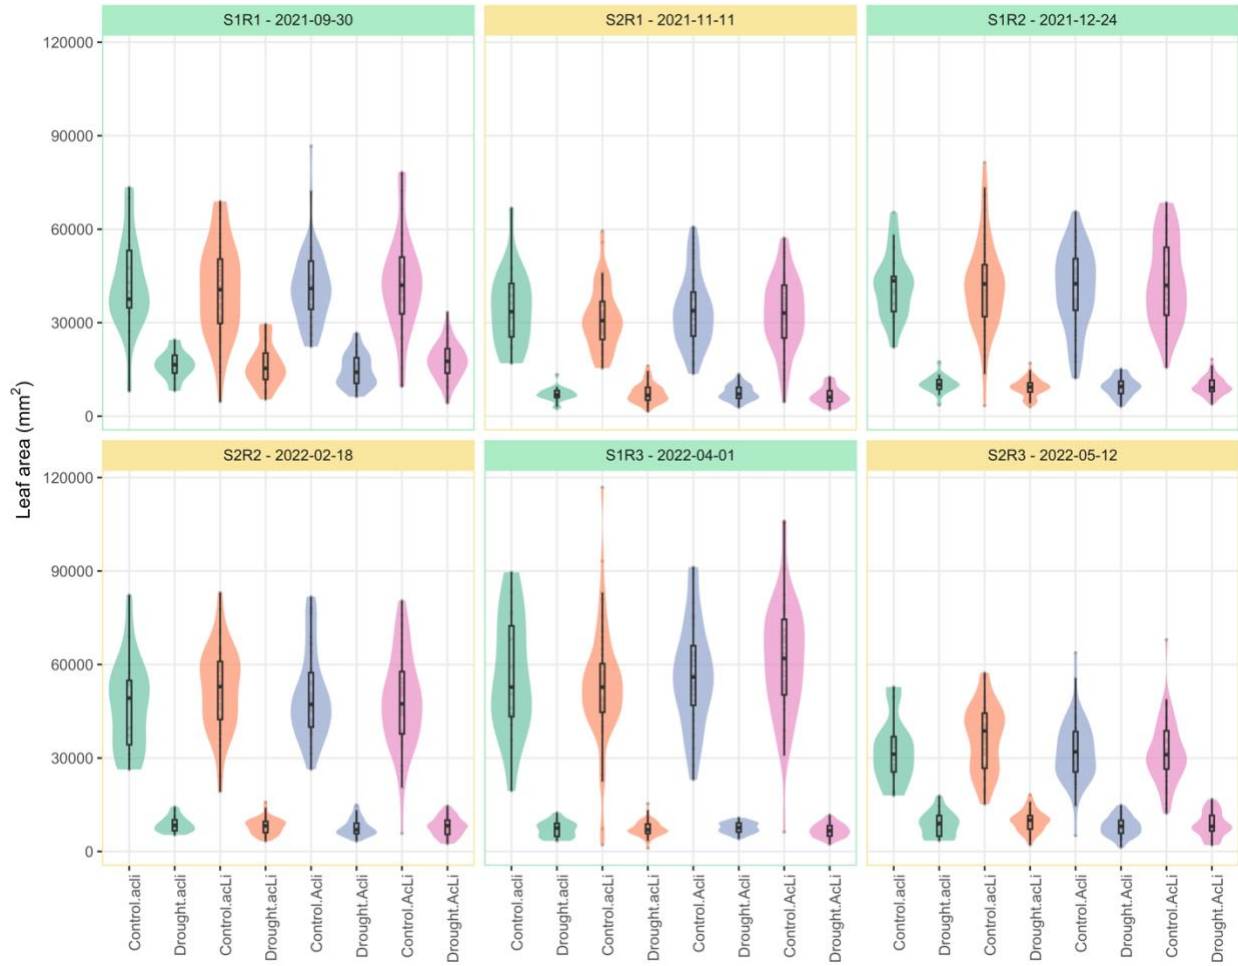 S1R1 - 2021-09-30
S2R1 - 2021-11-11
S1R2 - 2021-12-24
120000
90000
60000
30000
0
Leaf area (mm²)
S2R2 - 2022-02-18
S1R3 - 2022-04-01
S2R3 - 2022-05-12
120000
90000
60000
30000
0
Control.acli
Drought.acli
Control.acLi
Drought.acLi
Control.Acli
Drought.Acli
Control.AcLi
Drought.AcLi
Control.acli
Drought.acli
Control.acLi
Drought.acLi
Control.Acli
Drought.Acli
Control.AcLi
Drought.AcLi
Control.acli
Drought.acli
Control.acLi
Drought.acLi
Control.Acli
Drought.Acli
Control.AcLi
Drought.AcLi